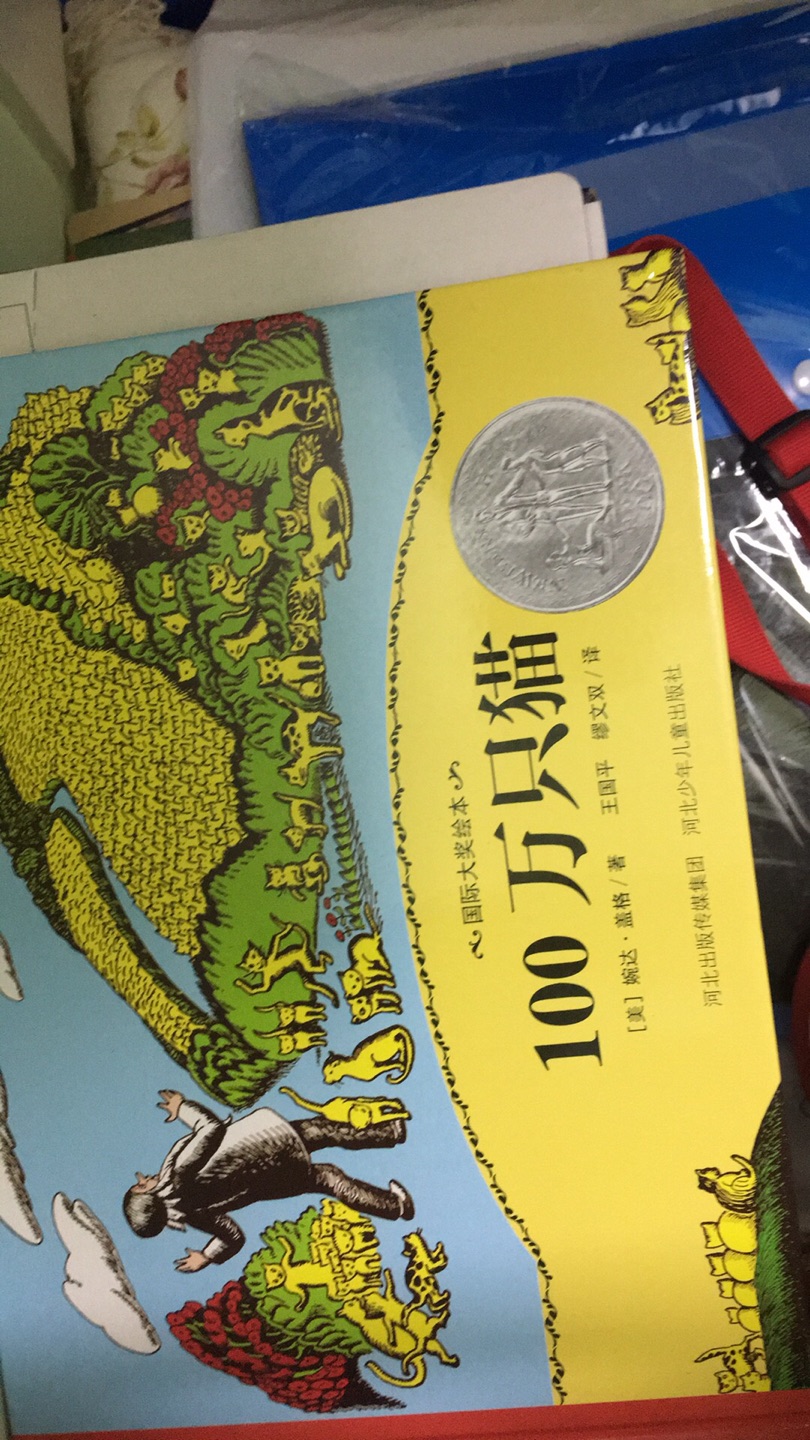 国际大奖绘本
100万只猫
[美] 婉达·盖格/著 王国平 缪文双/译
河北出版传媒集团 河北少年儿童出版社